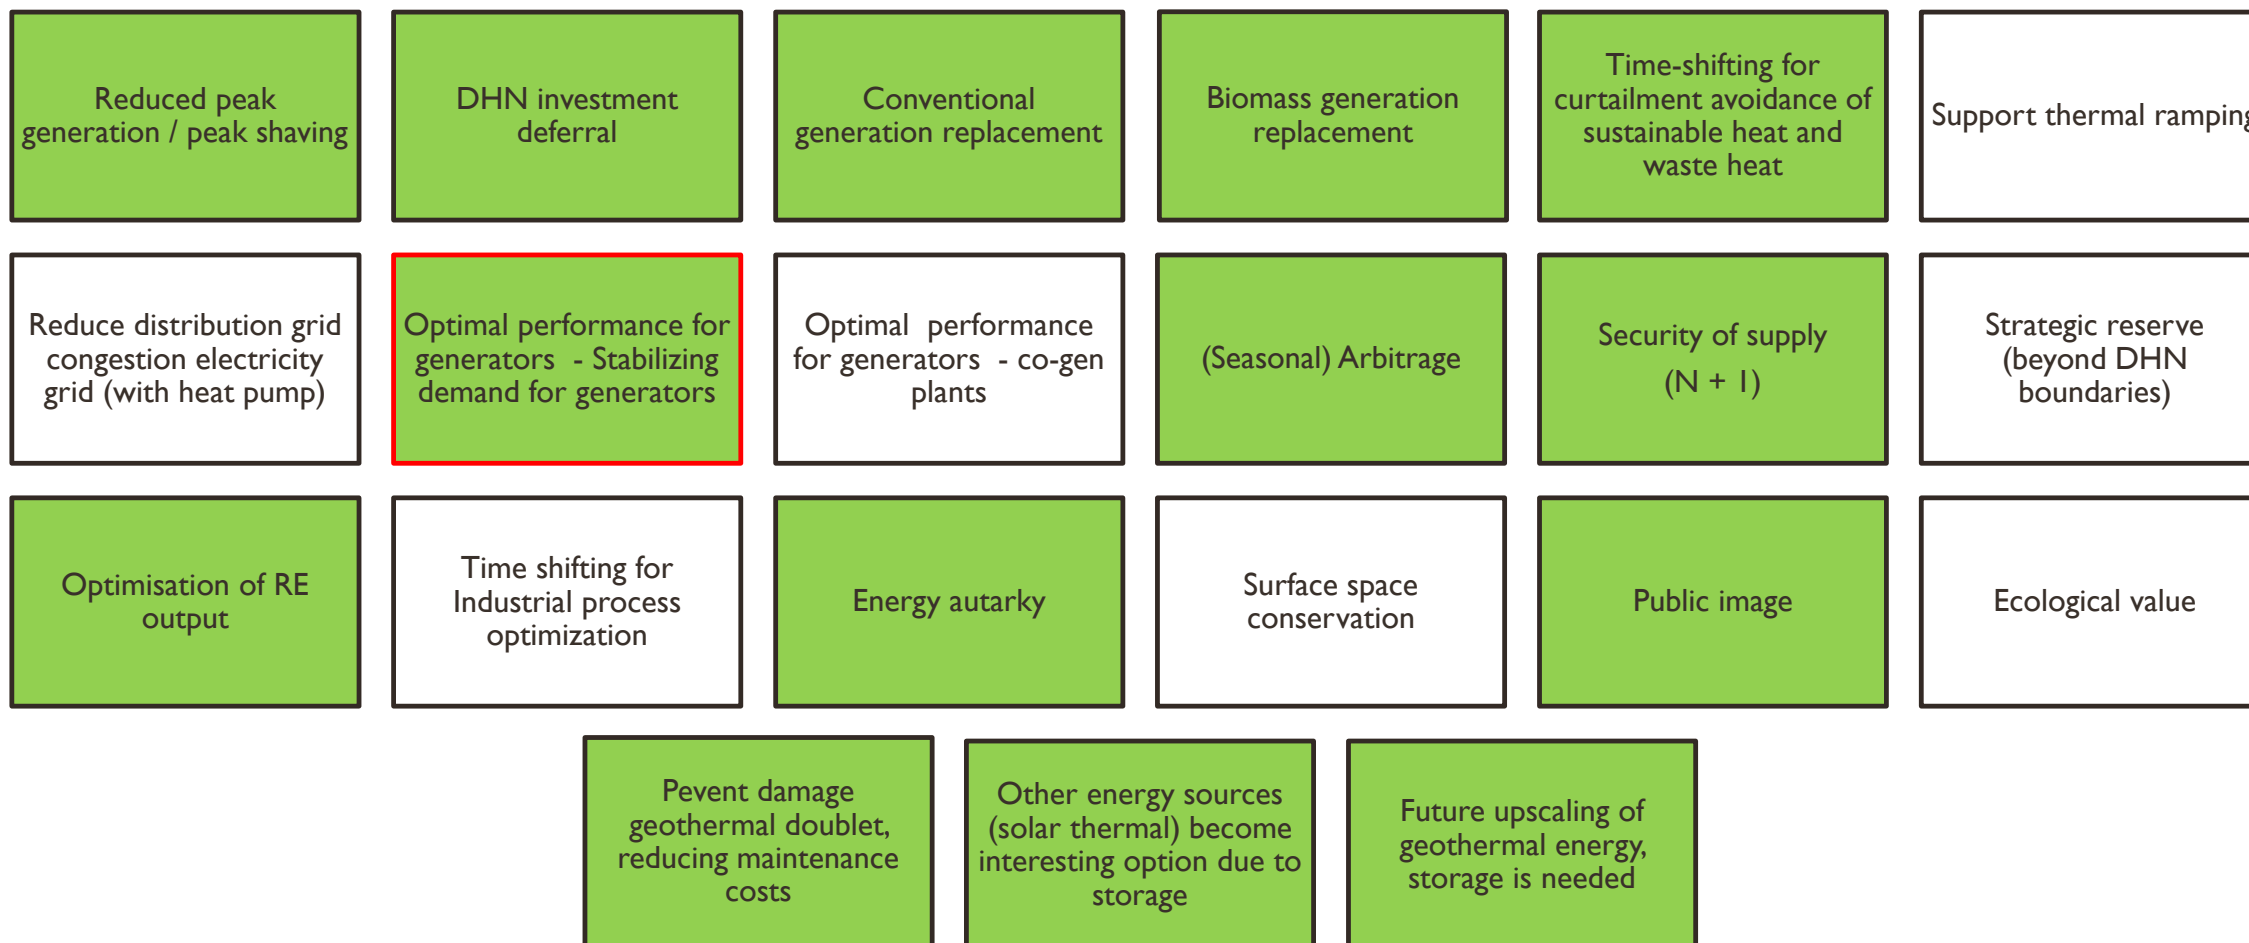 Reduced peak
generation / peak shaving
DHN investment
deferral
Conventional
generation replacement
Biomass generation
replacement
Time-shifting for
curtailment avoidance of
sustainable heat and
waste heat
Support thermal ramping
Reduce distribution grid
congestion electricity
grid (with heat pump)
Optimal performance for
generators - Stabilizing
demand for generators
Optimal performance
for generators - co-gen
plants
(Seasonal) Arbitrage
Security of supply
(N + 1)
Strategic reserve
(beyond DHN
boundaries)
Optimisation of RE
output
Time shifting for
Industrial process
optimization
Energy autarky
Surface space
conservation
Public image
Ecological value
Pevent damage
geothermal doublet,
reducing maintenance
costs
Other energy sources
(solar thermal) become
interesting option due to
storage
Future upscaling of
geothermal energy,
storage is needed